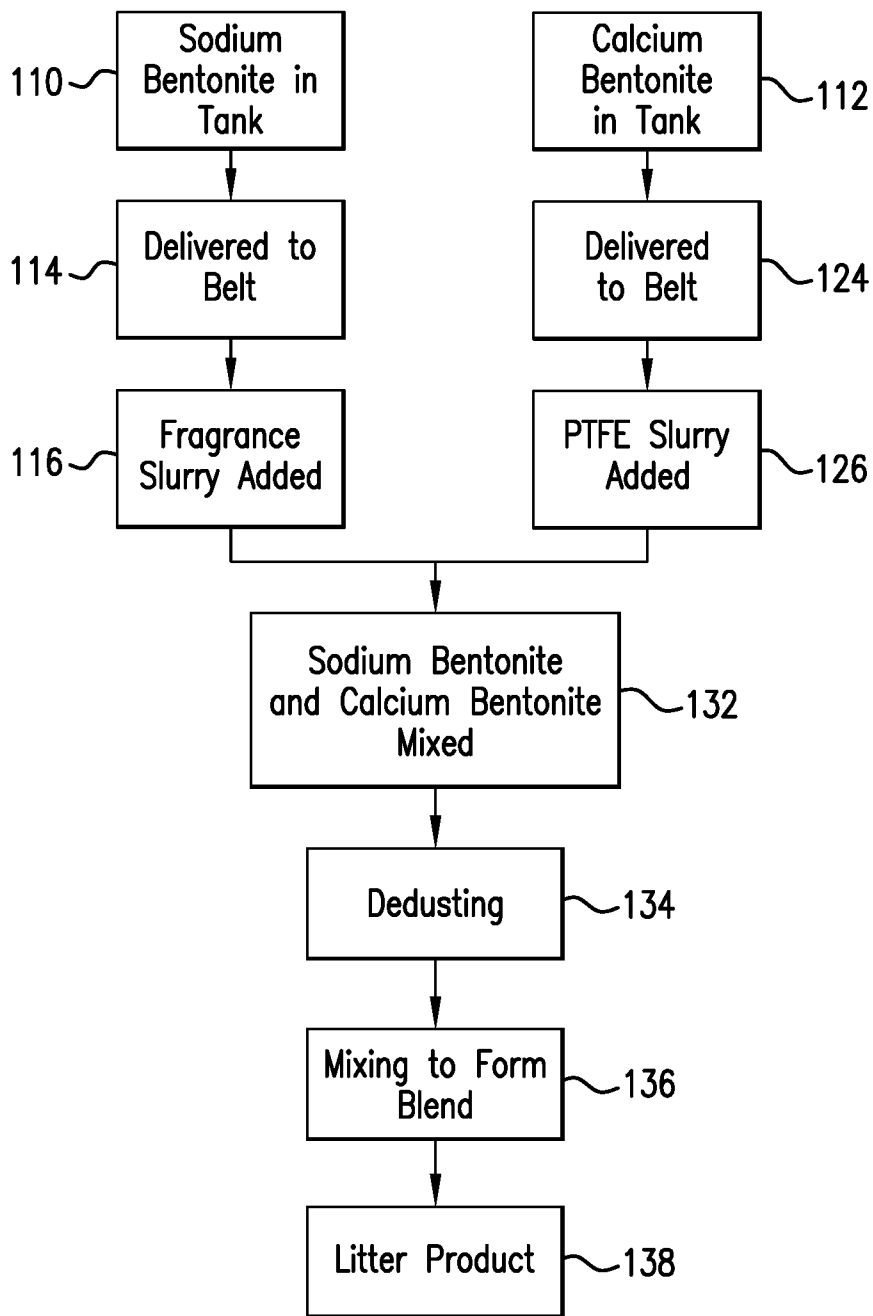 Sodium
Bentonite in
Tank
110
Calcium
Bentonite
in Tank
112
Delivered to
Belt
114
Delivered
to Belt
124
Fragrance
Slurry Added
116
PTFE Slurry
Added
126
Sodium Bentonite
and Calcium Bentonite
Mixed
132
Dedusting
134
Mixing to Form
Blend
136
Litter Product
138